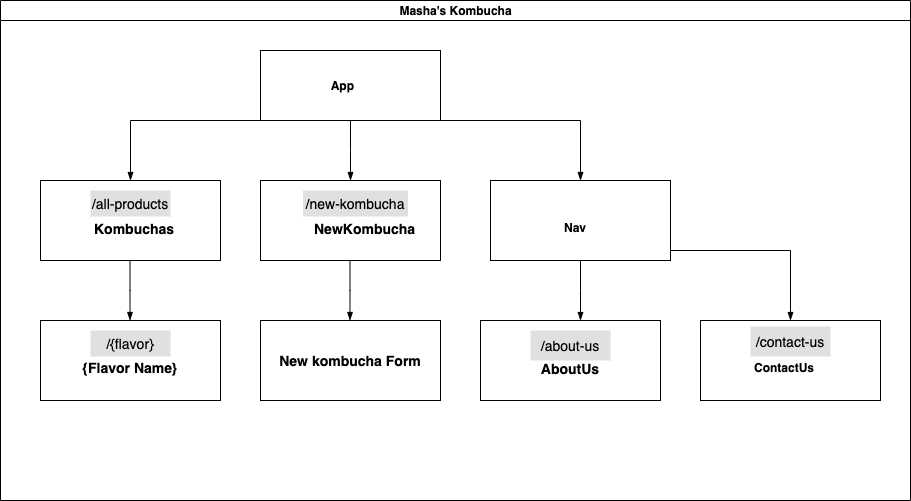 Masha's Kombucha
App
/all-products
Kombuchas
/new-kombucha
NewKombucha
Nav
/{flavor}
{Flavor Name}
New kombucha Form
/about-us
AboutUs
/contact-us
ContactUs